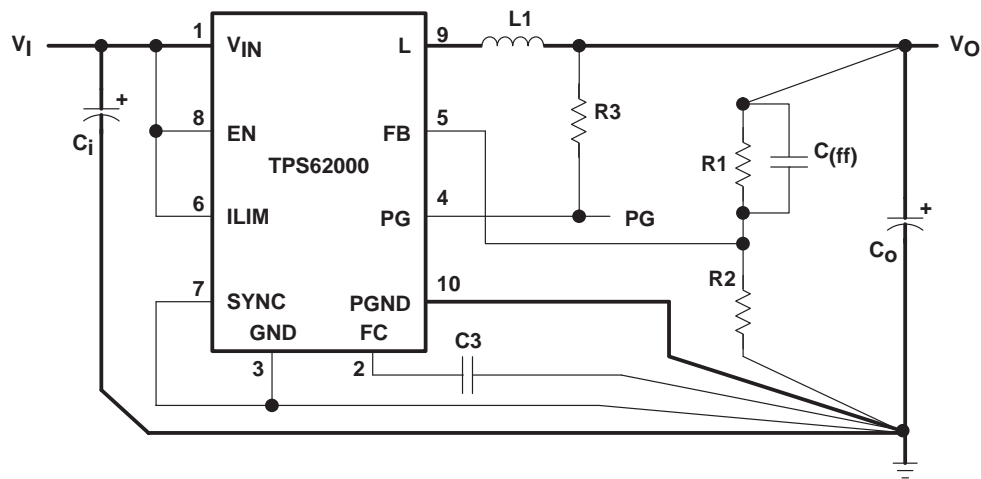 L1
1
9
VI
VIN
L
VO
+
R3
Ci
8
5
EN
FB
R1
C(ff)
TPS62000
6
4
ILIM
PG
PG
+
Co
R2
7
10
SYNC
PGND
GND
FC
C3
3
2